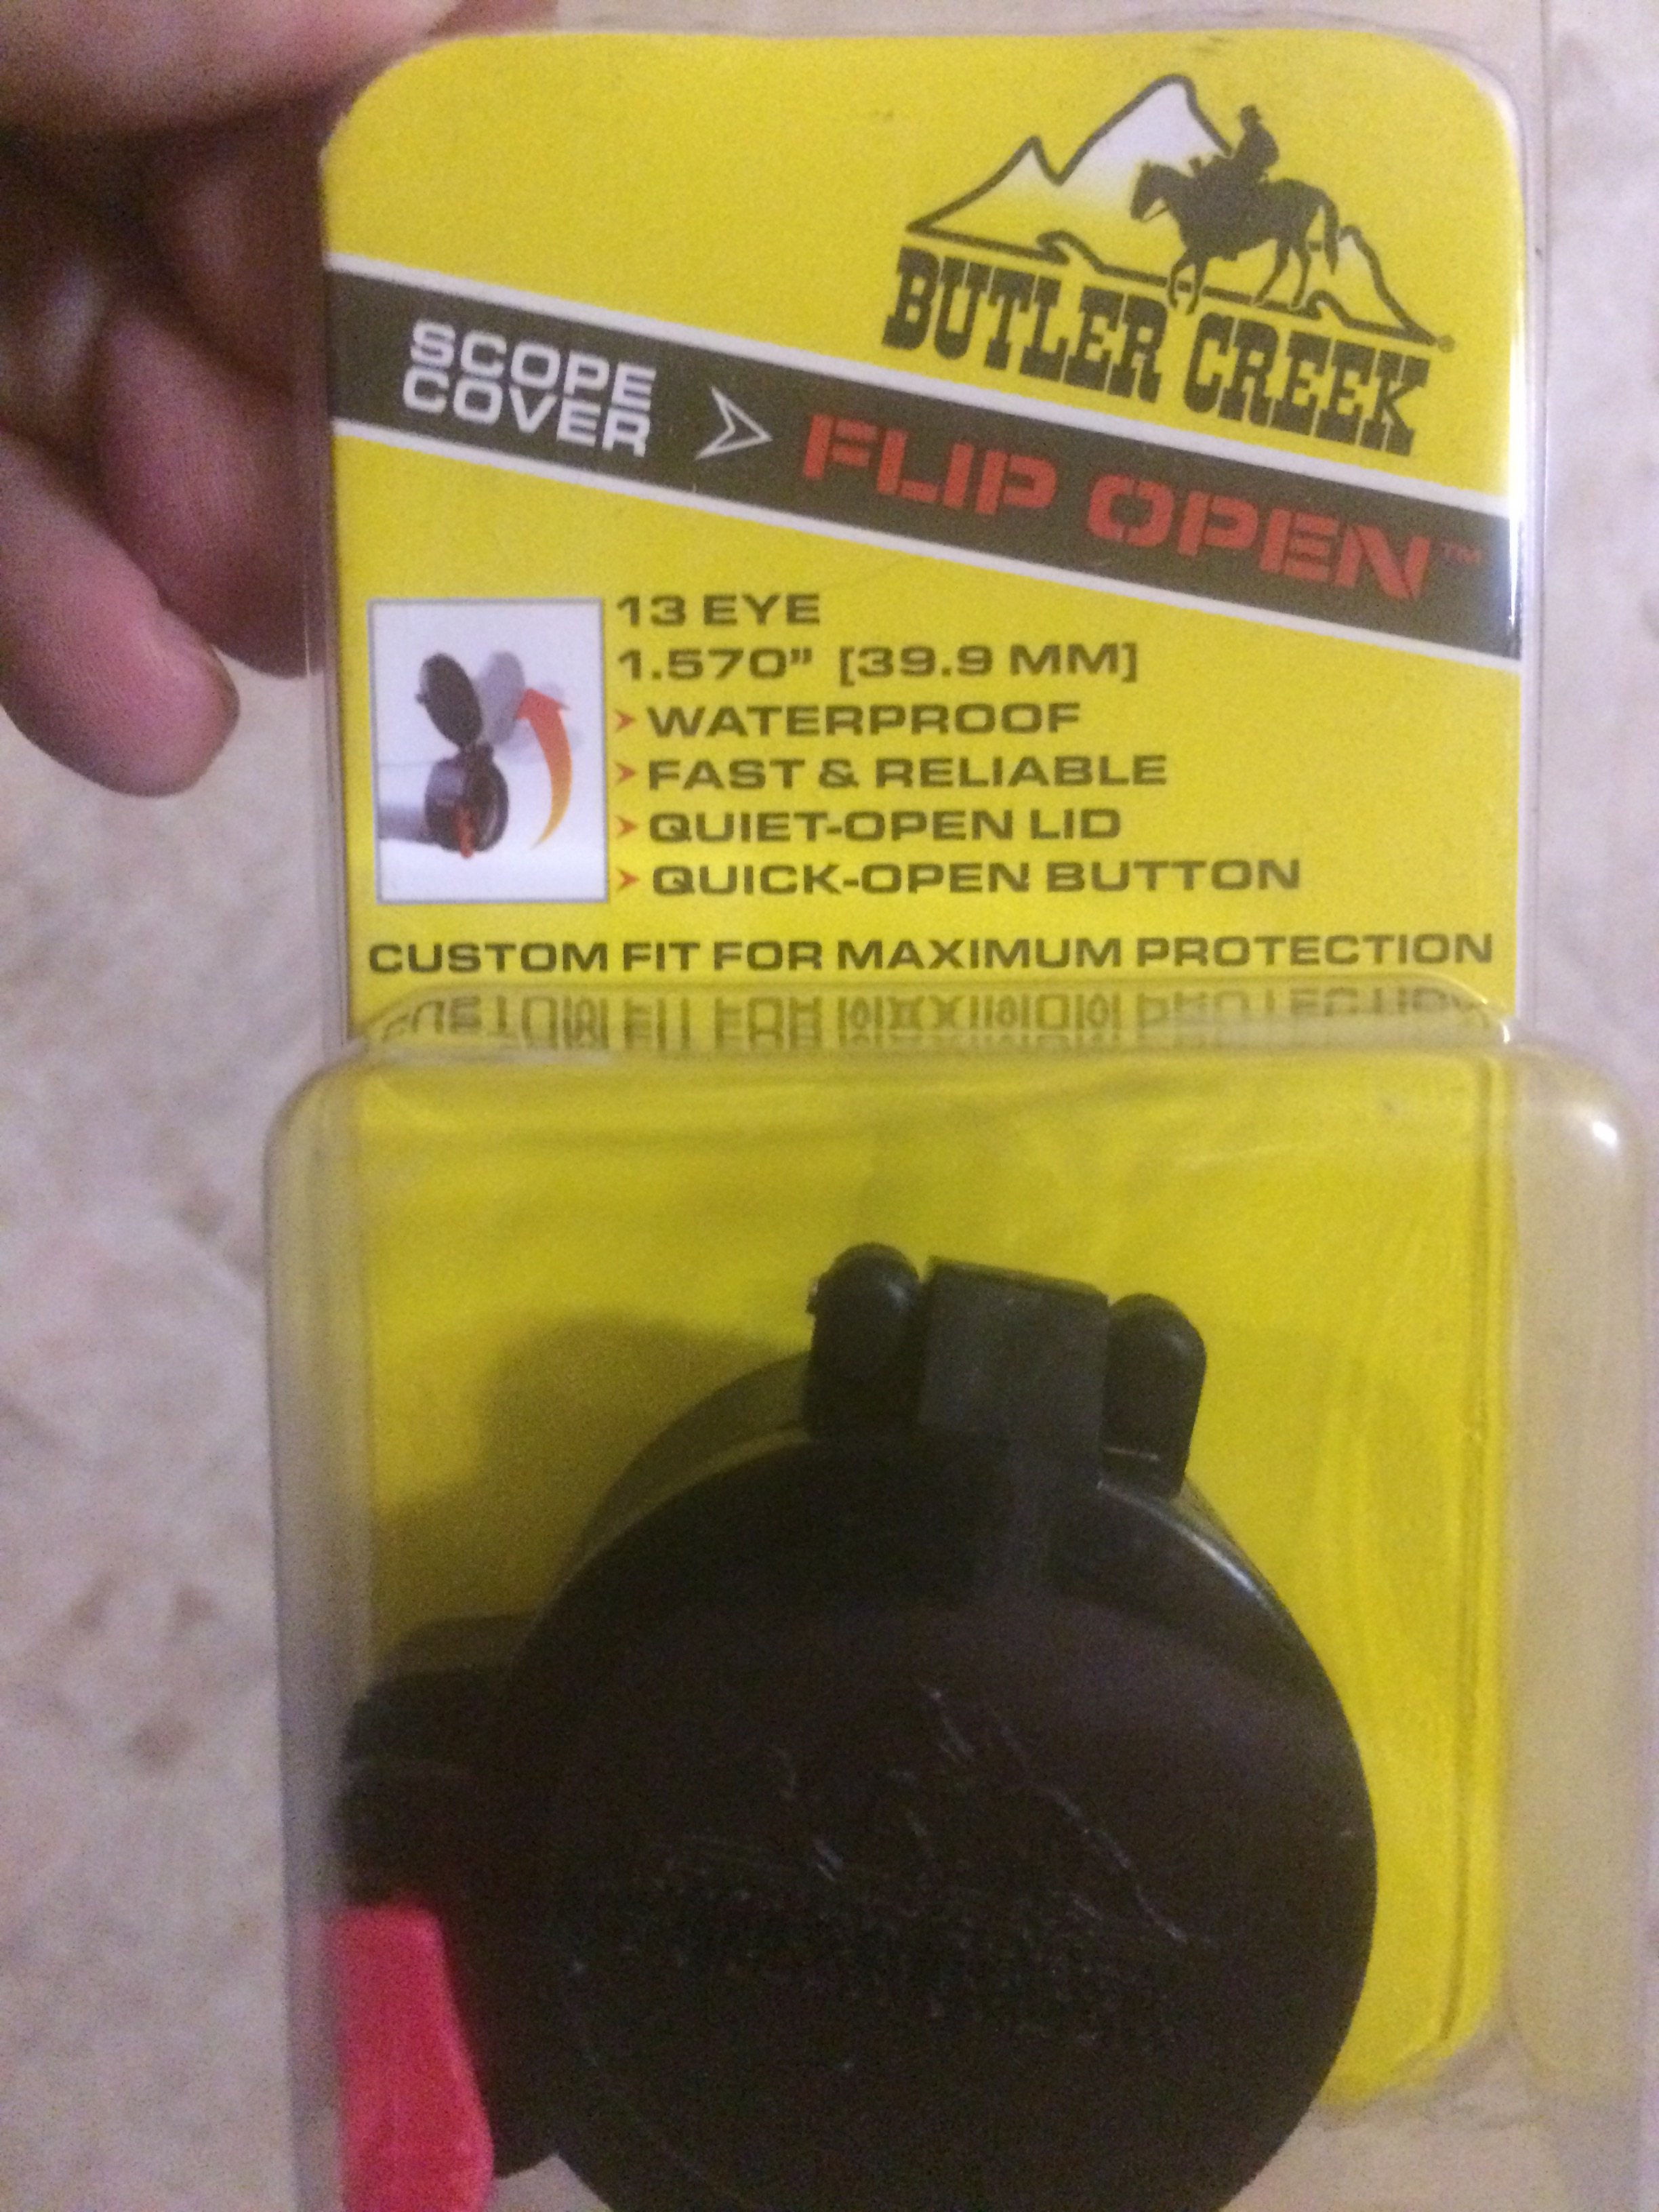 BUTLER CREEK®
SCOPE
COVER
FLIP OPEN™
13 EYE
1.570" [39.9 MM]
WATERPROOF
FAST & RELIABLE
QUIET-OPEN LID
QUICK-OPEN BUTTON
CUSTOM FIT FOR MAXIMUM PROTECTION